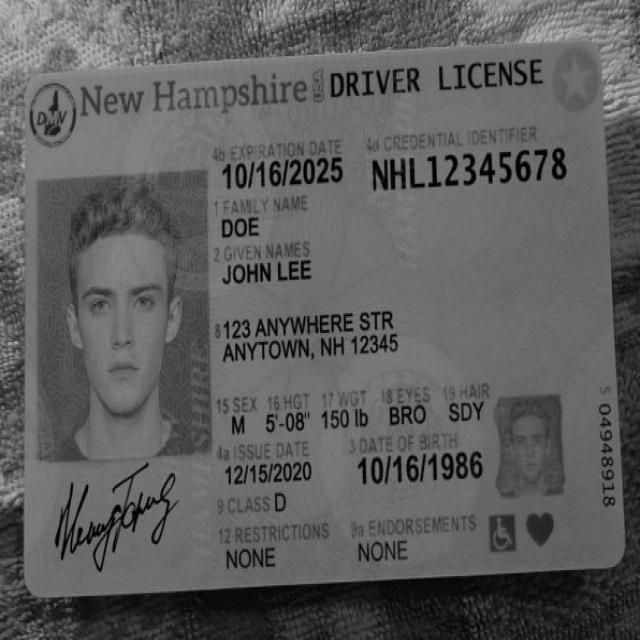 DMV New Hampshire USA DRIVER LICENSE
4b EXPIRATION DATE 4d CREDENTIAL IDENTIFIER
10/16/2025 NHL12345678
1 FAMILY NAME
DOE
2 GIVEN NAMES
JOHN LEE
8 123 ANYWHERE STR
ANYTOWN, NH 12345
15 SEX 16 HGT 17 WGT 18 EYES 19 HAIR
M 5'-08" 150 lb BRO SDY
4a ISSUE DATE 3 DATE OF BIRTH
12/15/2020 10/16/1986
9 CLASS D
12 RESTRICTIONS 9a ENDORSEMENTS
NONE NONE
5 04948918